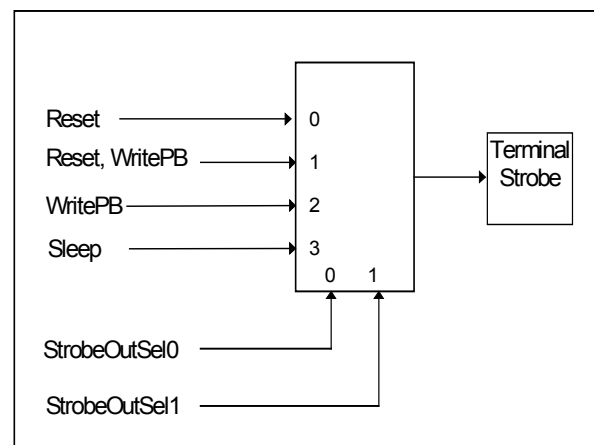 Reset
0
Reset, WritePB
1
Terminal
Strobe
WritePB
2
Sleep
3
0 1
StrobeOutSel0
StrobeOutSel1